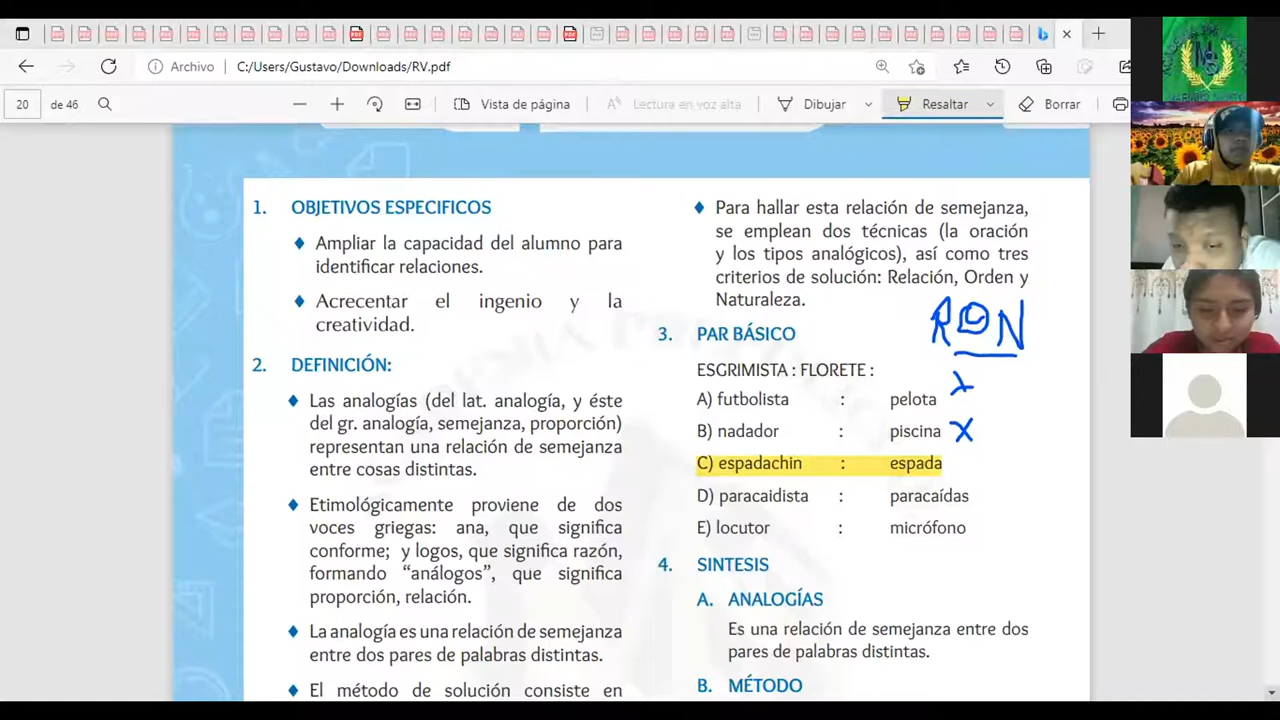 Archivo
C:/Users/Gustavo/Downloads/RV.pdf
20 de 46
Vista de página
Lectura en voz alta
Dibujar
Resaltar
Borrar
1. OBJETIVOS ESPECIFICOS
♦ Ampliar la capacidad del alumno para
identificar relaciones.
♦ Acrecentar el ingenio y la
creatividad.
2. DEFINICIÓN:
♦ Las analogías (del lat. analogía, y éste
del gr. analogía, semejanza, proporción)
representan una relación de semejanza
entre cosas distintas.
♦ Etimológicamente proviene de dos
voces griegas: ana, que significa
conforme; y logos, que significa razón,
formando “análogos”, que significa
proporción, relación.
♦ La analogía es una relación de semejanza
entre dos pares de palabras distintas.
♦ El método de solución consiste en
♦ Para hallar esta relación de semejanza,
se emplean dos técnicas (la oración
y los tipos analógicos), así como tres
criterios de solución: Relación, Orden y
Naturaleza.
RON
3. PAR BÁSICO
ESGRIMISTA : FLORETE :
A) futbolista : pelota x
B) nadador : piscina x
C) espadachin : espada
D) paracaidista : paracaídas
E) locutor : micrófono
4. SINTESIS
A. ANALOGÍAS
Es una relación de semejanza entre dos
pares de palabras distintas.
B. MÉTODO